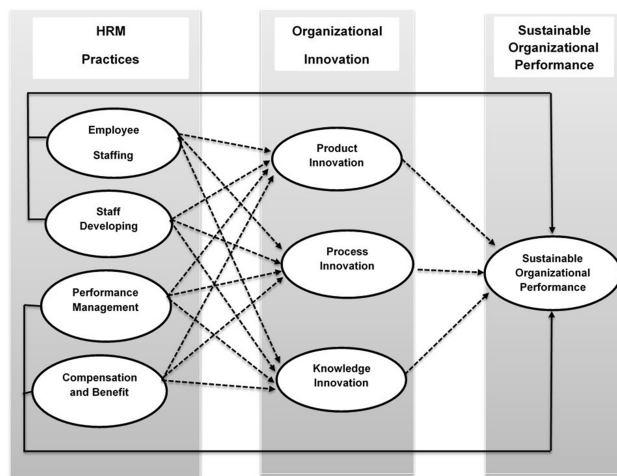 HRM
Practices
Organizational
Innovation
Sustainable
Organizational
Performance
Employee
Staffing
Staff
Developing
Performance
Management
Compensation
and Benefit
Product
Innovation
Process
Innovation
Knowledge
Innovation
Sustainable
Organizational
Performance